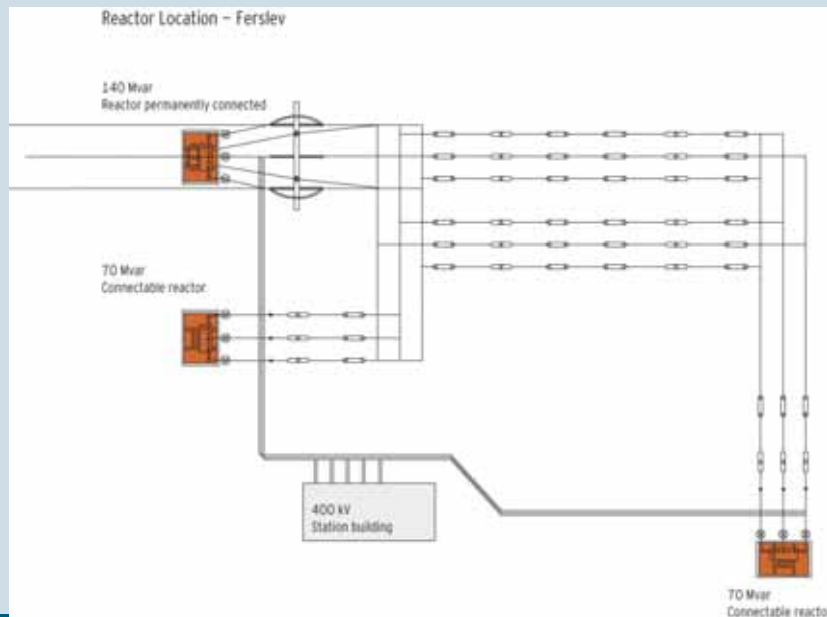 Reactor Location – Ferslev
140 Mvar
Reactor permanently connected
70 Mvar
Connectable reactor
400 kV
Station building
70 Mvar
Connectable reacto